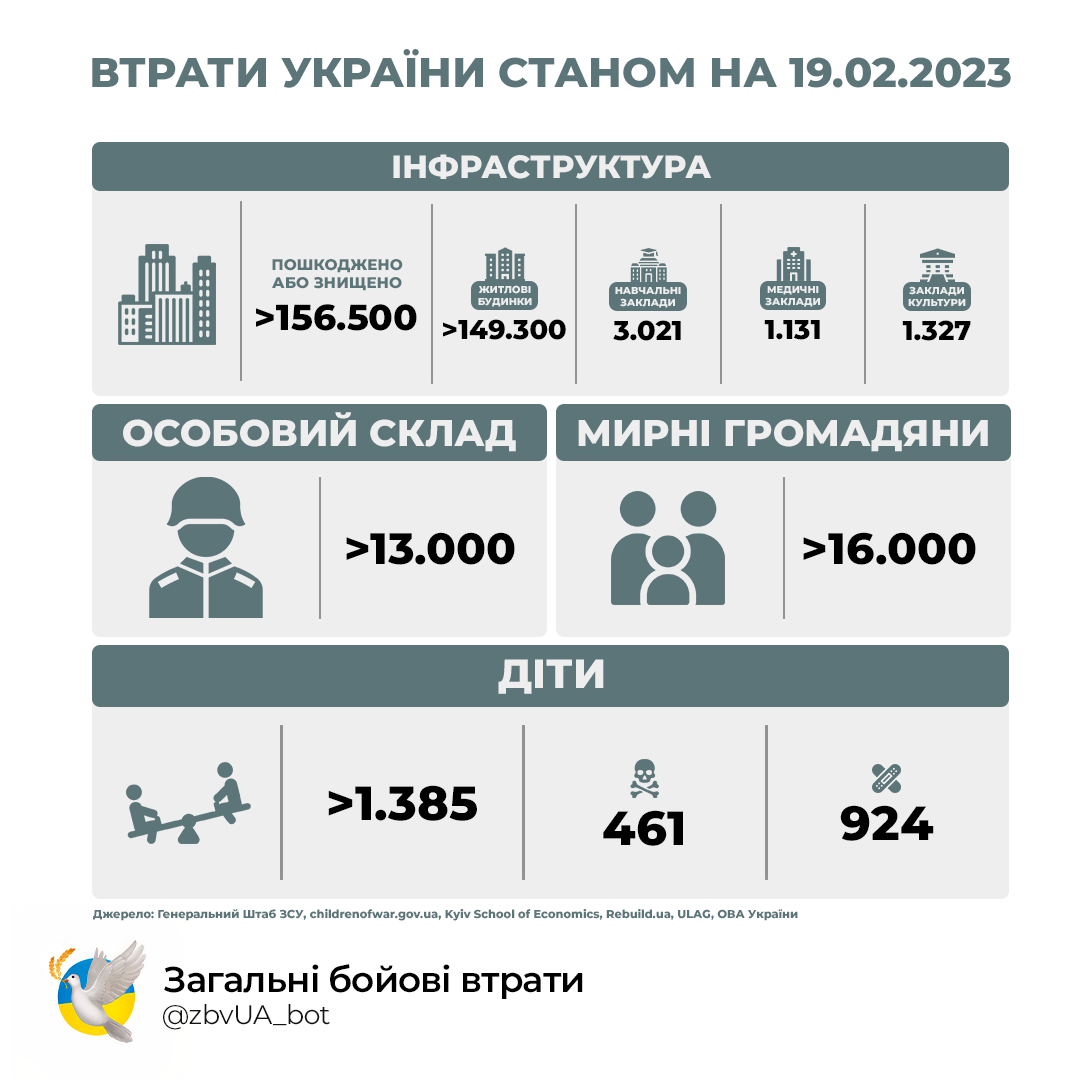 ВТРАТИ УКРАЇНИ СТАНОМ НА 19.02.2023
ІНФРАСТРУКТУРА
ПОШКОДЖЕНО
АБО ЗНИЩЕНО
>156.500
ЖИТЛОВІ
БУДИНКИ
>149.300
НАВЧАЛЬНІ
ЗАКЛАДИ
3.021
МЕДИЧНІ
ЗАКЛАДИ
1.131
ЗАКЛАДИ
КУЛЬТУРИ
1.327
ОСОБОВИЙ СКЛАД
>13.000
МИРНІ ГРОМАДЯНИ
>16.000
ДІТИ
>1.385
461
924
Джерело: Генеральний Штаб ЗСУ, childrenofwar.gov.ua, Kyiv School of Economics, Rebuild.ua, ULAG, ОВА України
Загальні бойові втрати
@zbvUA_bot